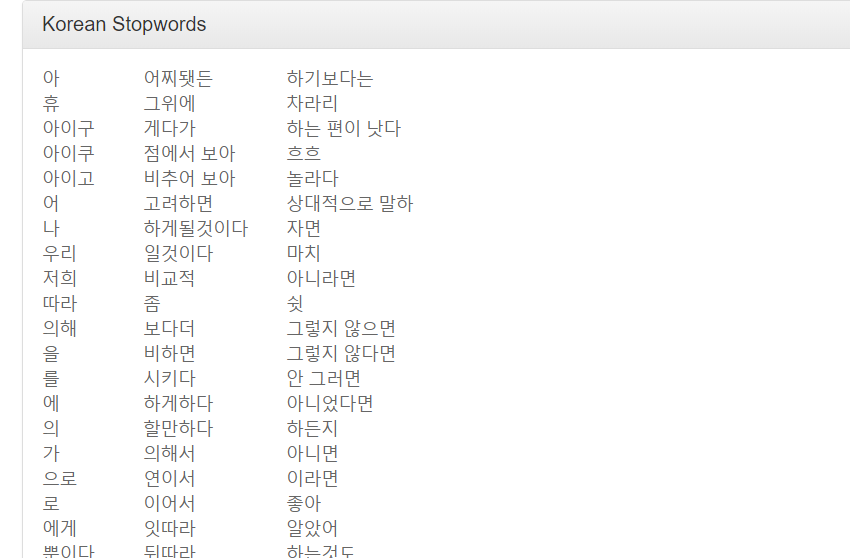 Korean Stopwords
아 어찌됏든 하기보다는
휴 그위에 차라리
아이구 게다가 하는 편이 낫다
아이쿠 점에서 보아 흐흐
아이고 비추어 보아 놀라다
어 고려하면 상대적으로 말하
나 하게될것이다 자면
우리 일것이다 마치
저희 비교적 아니라면
따라 좀 쉿
의해 보다더 그렇지 않으면
을 비하면 그렇지 않다면
를 시키다 안 그러면
에 하게하다 아니었다면
의 할만하다 하든지
가 의해서 아니면
으로 연이서 이라면
로 이어서 좋아
에게 잇따라 알았어
뿐이다 뒤따라 하는것도